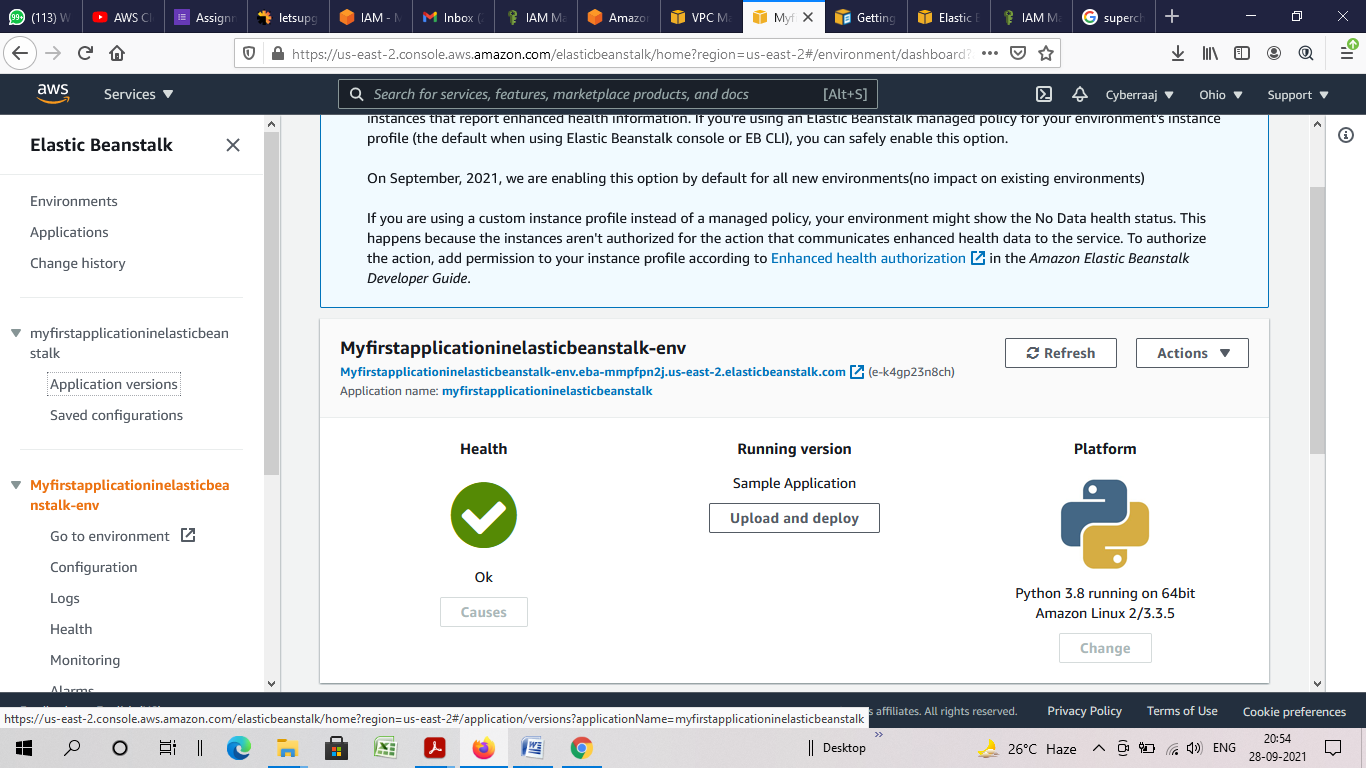 (113) W
AWS Cl
Assignm
letsupg
IAM - M
Inbox (2
IAM Ma
Amazon
VPC Ma
Myfi
Getting
Elastic B
IAM Ma
superch
https://us-east-2.console.aws.amazon.com/elasticbeanstalk/home?region=us-east-2#/environment/dashboard?
aws
Services
Search for services, features, marketplace products, and docs
[Alt+S]
Cyberraaj
Ohio
Support
Elastic Beanstalk
Environments
Applications
Change history
myfirstapplicationinelasticbean
stalk
Application versions
Saved configurations
Myfirstapplicationinelasticbea
nstalk-env
Go to environment
Configuration
Logs
Health
Monitoring
Alarms
instances that report enhanced health information. If you're using an Elastic Beanstalk managed policy for your environment's instance
profile (the default when using Elastic Beanstalk console or EB CLI), you can safely enable this option.
On September, 2021, we are enabling this option by default for all new environments(no impact on existing environments)
If you are using a custom instance profile instead of a managed policy, your environment might show the No Data health status. This
happens because the instances aren't authorized for the action that communicates enhanced health data to the service. To authorize
the action, add permission to your instance profile according to Enhanced health authorization in the Amazon Elastic Beanstalk
Developer Guide.
Myfirstapplicationinelasticbeanstalk-env
Refresh
Actions
Myfirstapplicationinelasticbeanstalk-env.eba-mmpfpn2j.us-east-2.elasticbeanstalk.com (e-k4gp23n8ch)
Application name: myfirstapplicationinelasticbeanstalk
Health
Running version
Platform
Sample Application
Upload and deploy
Ok
Causes
Python 3.8 running on 64bit
Amazon Linux 2/3.3.5
Change
https://us-east-2.console.aws.amazon.com/elasticbeanstalk/home?region=us-east-2#/application/versions?applicationName=myfirstapplicationinelasticbeanstalk
s affiliates. All rights reserved.
Privacy Policy
Terms of Use
Cookie preferences
Desktop
26°C Haze
ENG
20:54
28-09-2021